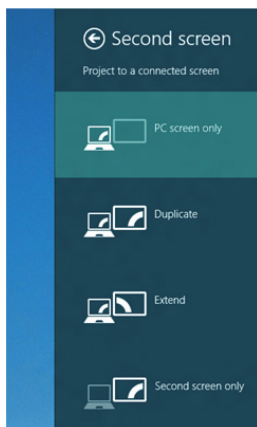 Second screen
Project to a connected screen
PC screen only
Duplicate
Extend
Second screen only